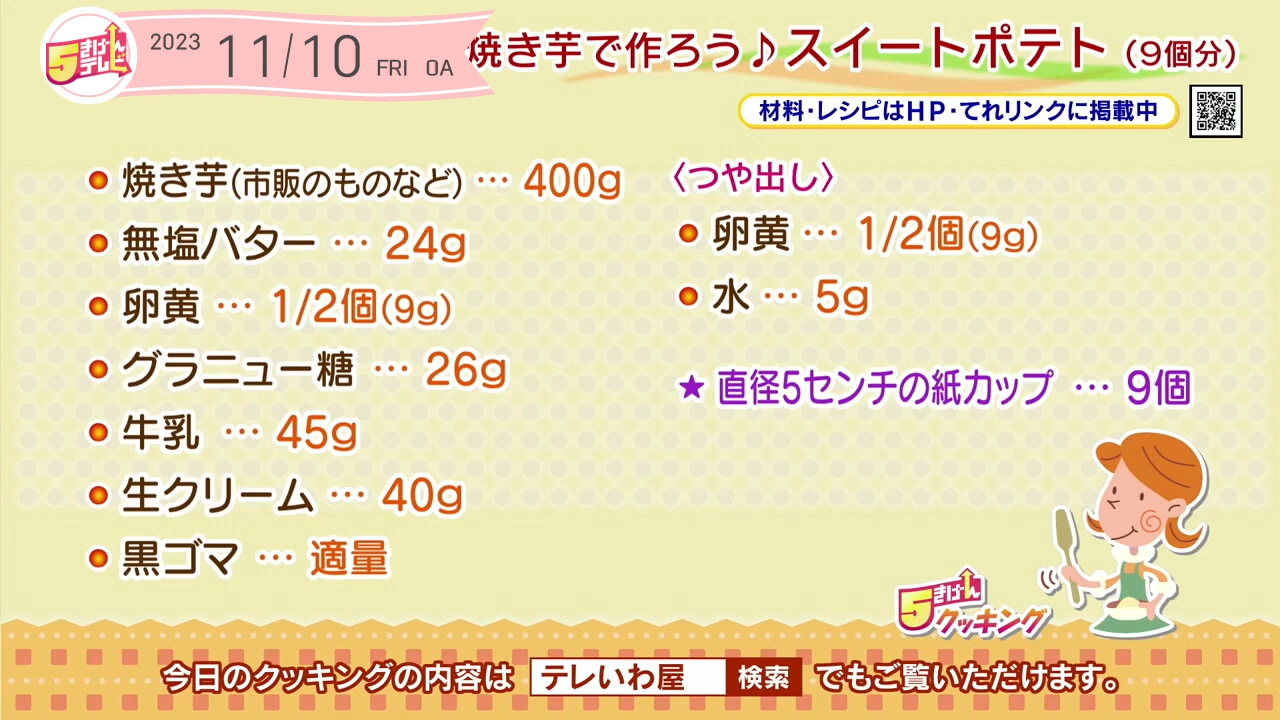 5きげんテレビ
2023 11/10 FRI OA
焼き芋で作ろう♪スイートポテト(9個分)
材料・レシピはHP・てれリンクに掲載中
焼き芋(市販のものなど)…400g
無塩バター…24g
卵黄…1/2個(9g)
グラニュー糖…26g
牛乳…45g
生クリーム…40g
黒ゴマ…適量
〈つや出し〉
卵黄…1/2個(9g)
水…5g
★直径5センチの紙カップ…9個
5きげんクッキング
今日のクッキングの内容は テレいわ屋 検索 でもご覧いただけます。